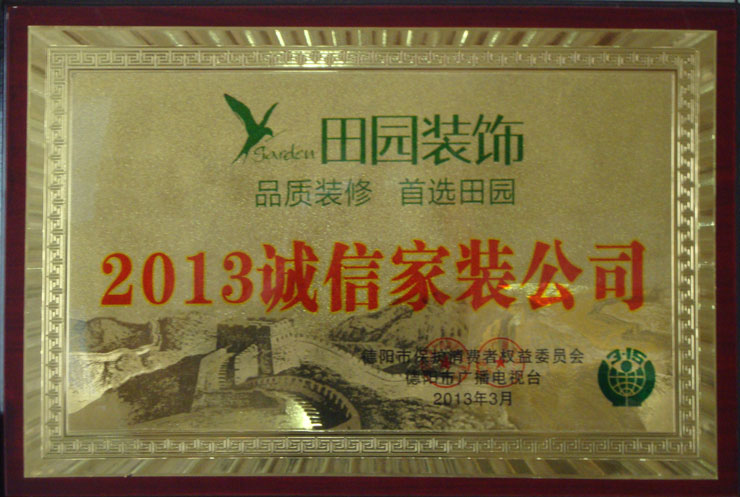 garden 田园装饰
品质装修 首选田园
2013诚信家装公司
德阳市保护消费者权益委员会
德阳市广播电视台
2013年3月
3·15